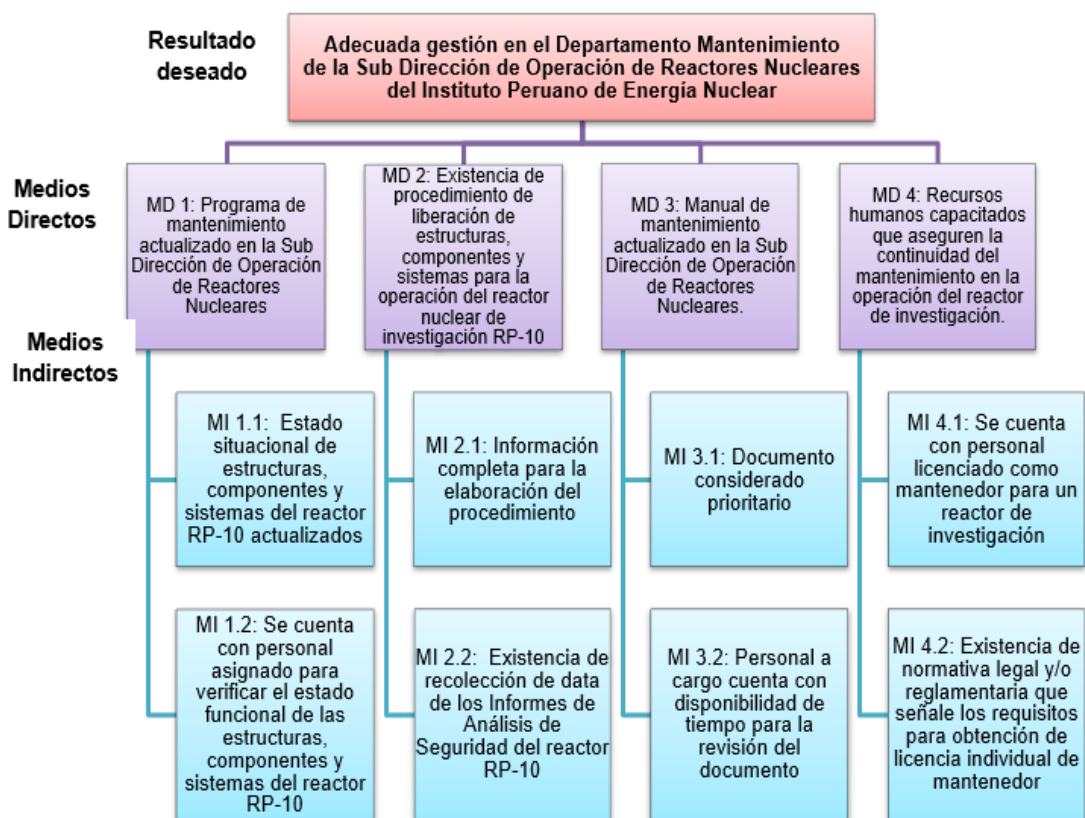 Resultado
deseado
Adecuada gestión en el Departamento Mantenimiento
de la Sub Dirección de Operación de Reactores Nucleares
del Instituto Peruano de Energía Nuclear
Medios
Directos
MD 1: Programa de
mantenimiento
actualizado en la Sub
Dirección de Operación
de Reactores
Nucleares
MD 2: Existencia de
procedimiento de
liberación de
estructuras,
componentes y
sistemas para la
operación del reactor
nuclear de
investigación RP-10
MD 3: Manual de
mantenimiento
actualizado en la Sub
Dirección de Operación
de Reactores
Nucleares.
MD 4: Recursos
humanos capacitados
que aseguren la
continuidad del
mantenimiento en la
operación del reactor
de investigación.
Medios
Indirectos
MI 1.1: Estado
situacional de
estructuras,
componentes y
sistemas del reactor
RP-10 actualizados
MI 2.1: Información
completa para la
elaboración del
procedimiento
MI 3.1: Documento
considerado
prioritario
MI 4.1: Se cuenta
con personal
licenciado como
mantenedor para un
reactor de
investigación
MI 1.2: Se cuenta
con personal
asignado para
verificar el estado
funcional de las
estructuras,
componentes y
sistemas del reactor
RP-10
MI 2.2: Existencia de
recolección de data
de los Informes de
Análisis de
Seguridad del reactor
RP-10
MI 3.2: Personal a
cargo cuenta con
disponibilidad de
tiempo para la
revisión del
documento
MI 4.2: Existencia de
normativa legal y/o
reglamentaria que
señale los requisitos
para obtención de
licencia individual de
mantenedor